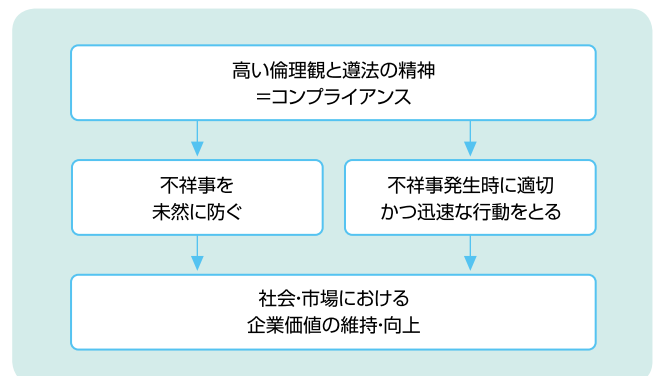 高い倫理観と遵法の精神
＝コンプライアンス
不祥事を
未然に防ぐ
不祥事発生時に適切
かつ迅速な行動をとる
社会・市場における
企業価値の維持・向上